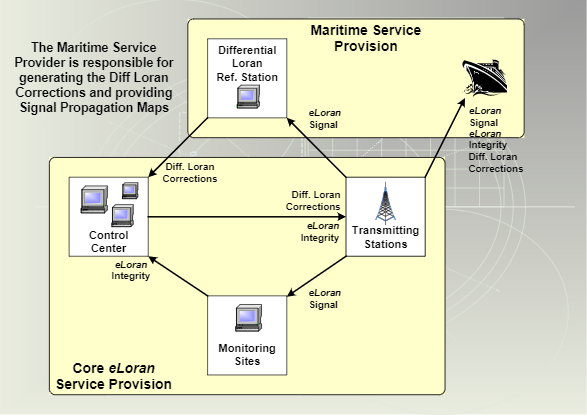 The Maritime Service
Provider is responsible for
generating the Diff Loran
Corrections and providing
Signal Propagation Maps
Maritime Service
Provision
Differential
Loran
Ref. Station
eLoran
Signal
eLoran
Signal
eLoran
Integrity
Diff. Loran
Corrections
Diff. Loran
Corrections
Diff. Loran
Corrections
eLoran
Integrity
Control
Center
Transmitting
Stations
eLoran
Integrity
eLoran
Signal
Monitoring
Sites
Core eLoran
Service Provision